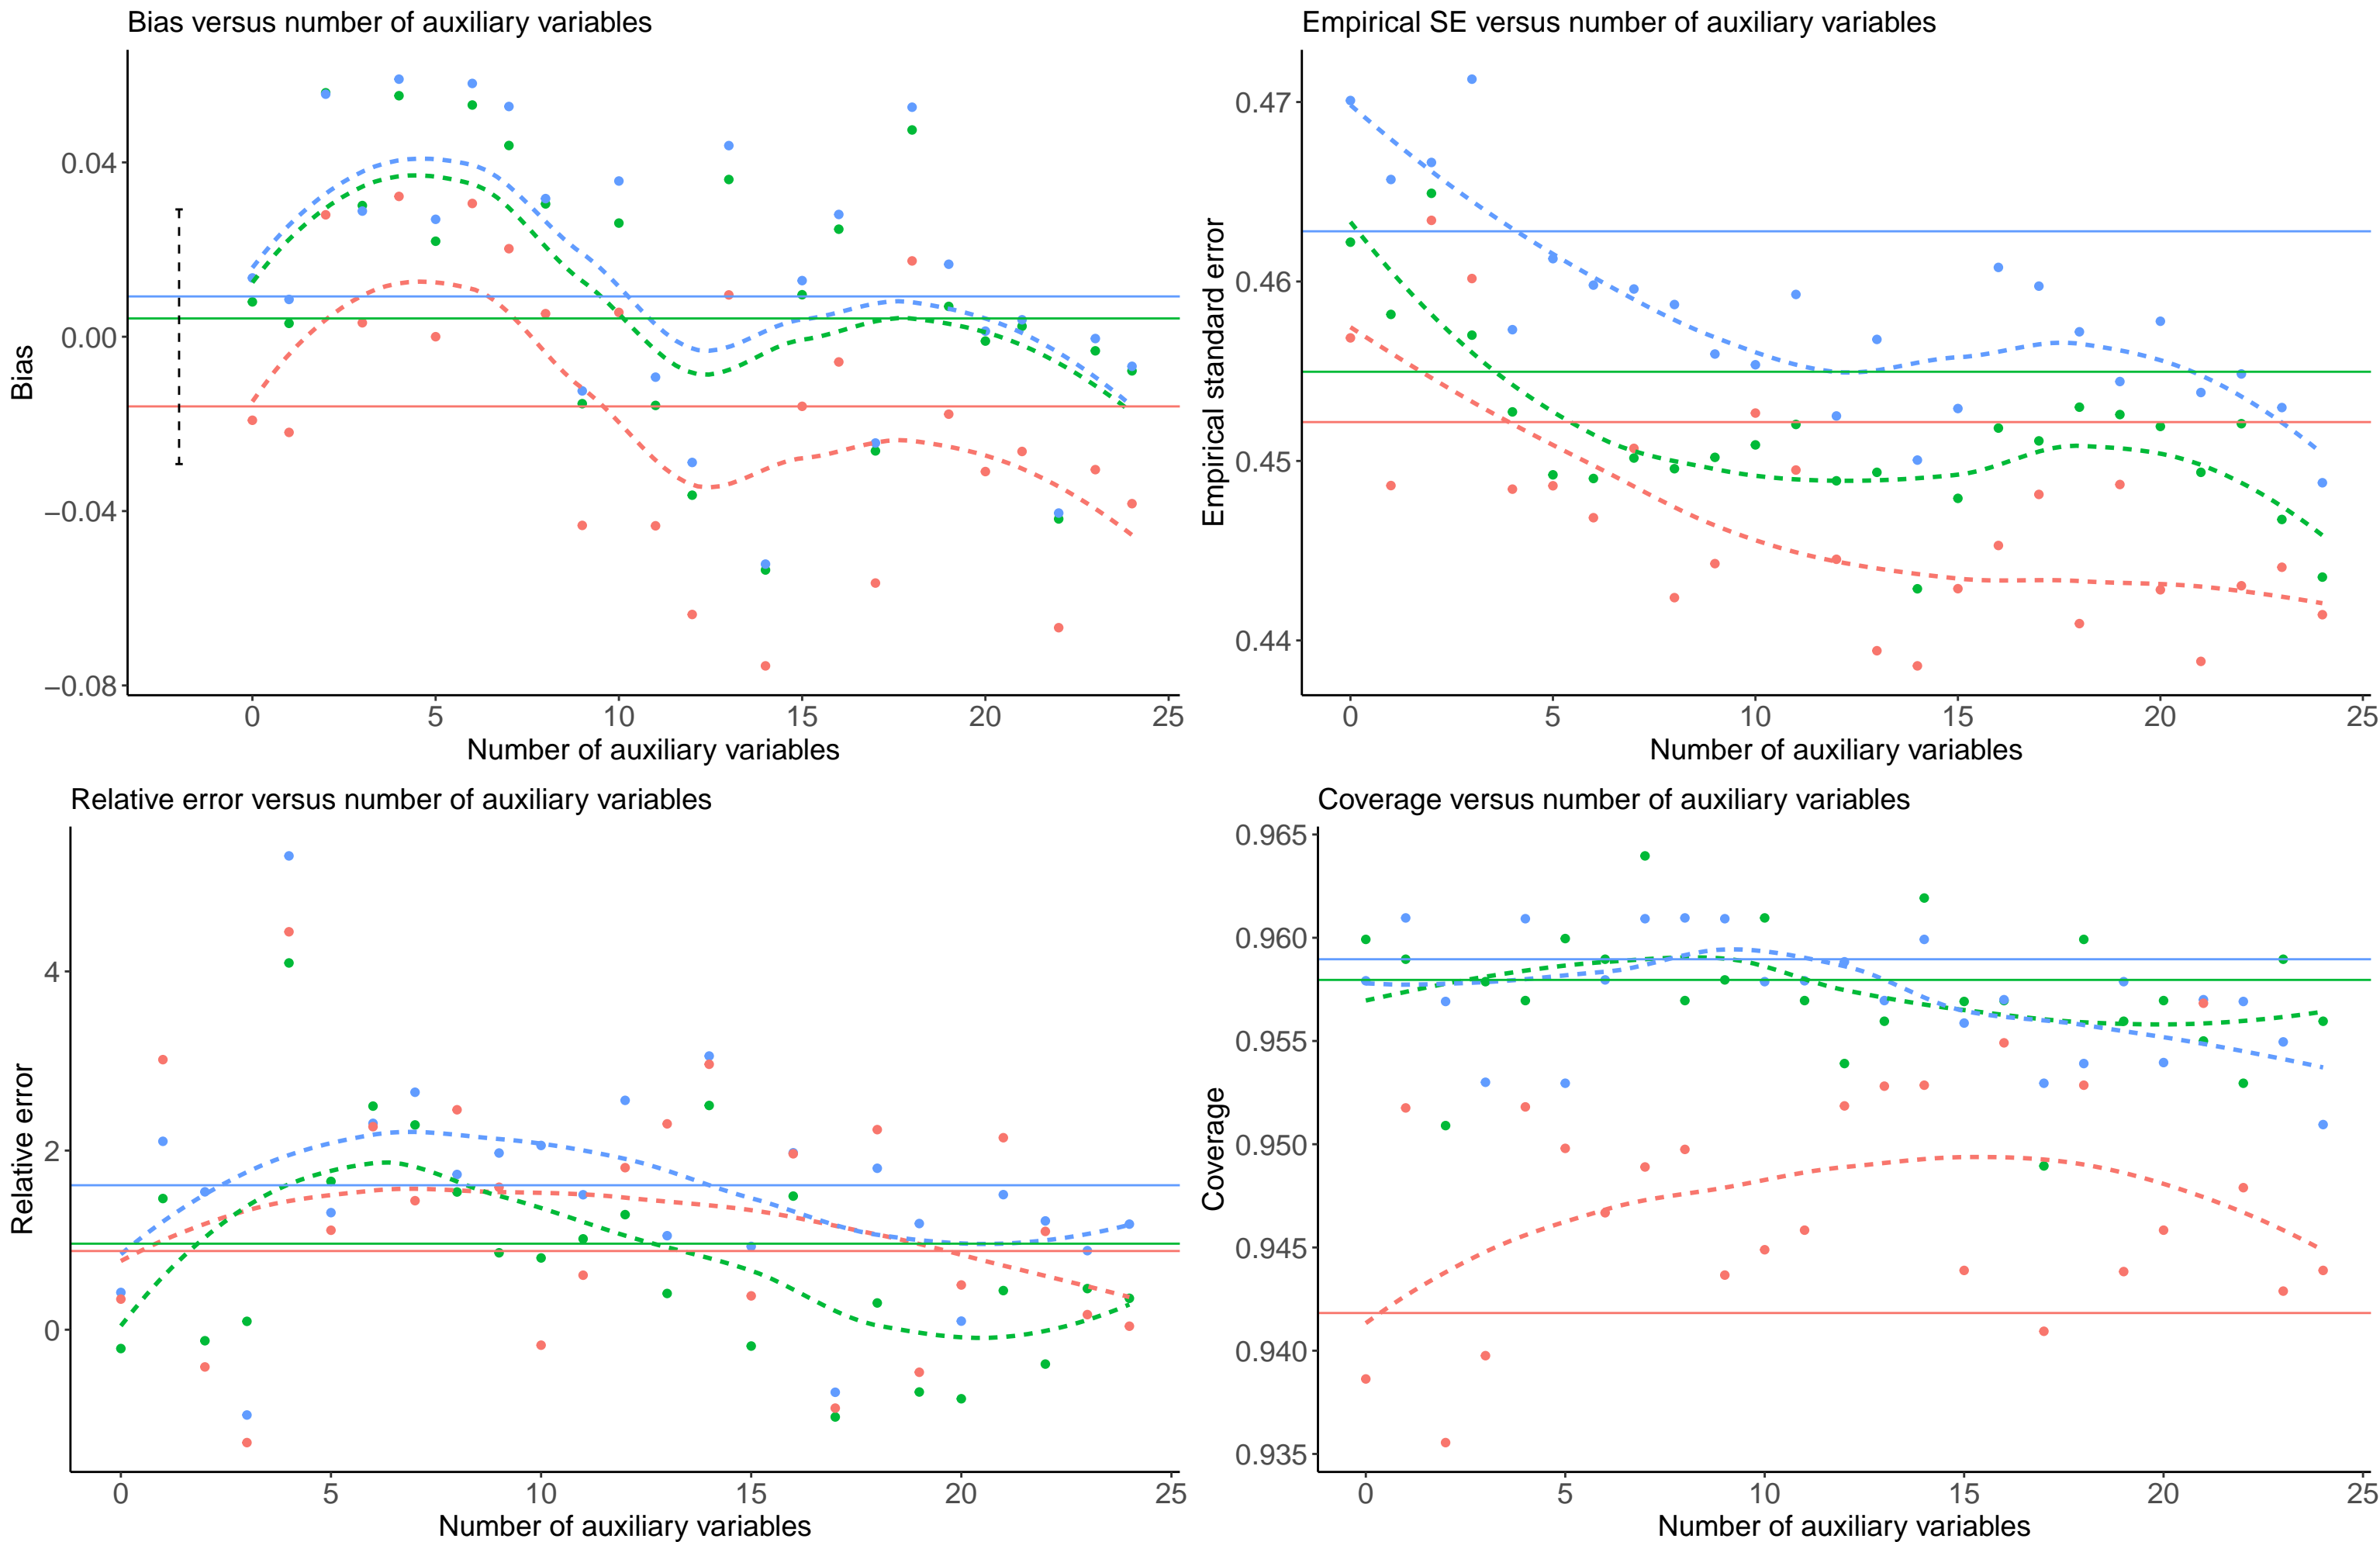 Bias versus number of auxiliary variables
0.04
0.00
−0.04
−0.08
Bias
0 5 10 15 20 25
Number of auxiliary variables
Empirical SE versus number of auxiliary variables
0.47
0.46
0.45
0.44
Empirical standard error
0 5 10 15 20 25
Number of auxiliary variables
Relative error versus number of auxiliary variables
4
2
0
Relative error
0 5 10 15 20 25
Number of auxiliary variables
Coverage versus number of auxiliary variables
0.965
0.960
0.955
0.950
0.945
0.940
0.935
Coverage
0 5 10 15 20 25
Number of auxiliary variables